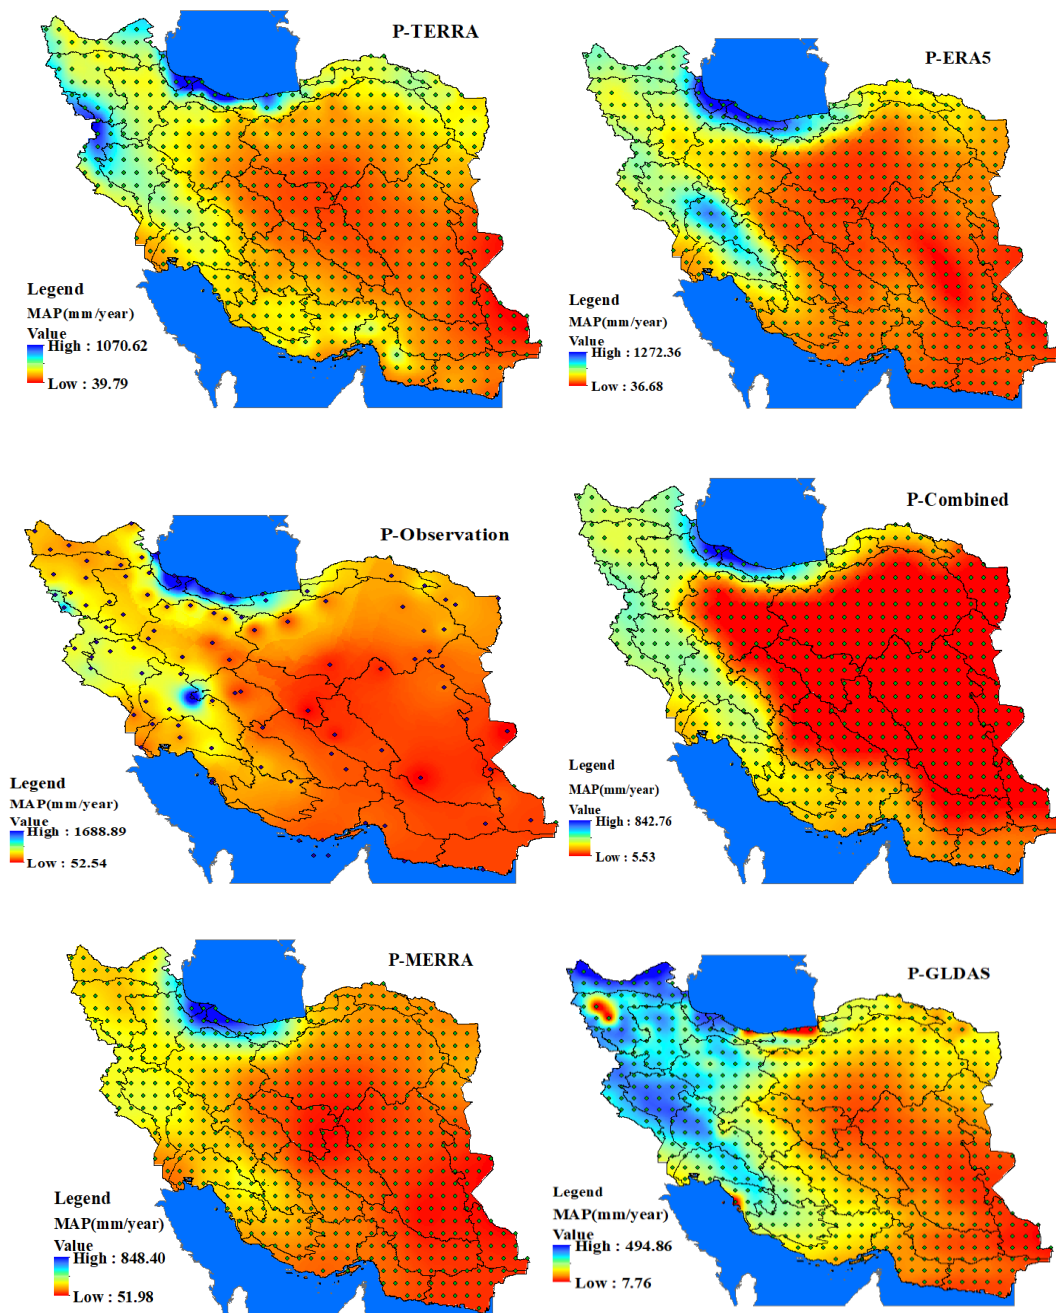 P-TERRA
Legend
MAP(mm/year)
Value
High : 1070.62
Low : 39.79
P-ERA5
Legend
MAP(mm/year)
Value
High : 1272.36
Low : 36.68
P-Observation
Legend
MAP(mm/year)
Value
High : 1688.89
Low : 52.54
P-Combined
Legend
MAP(mm/year)
Value
High : 842.76
Low : 5.53
P-MERRA
Legend
MAP(mm/year)
Value
High : 848.40
Low : 51.98
P-GLDAS
Legend
MAP(mm/year)
Value
High : 494.86
Low : 7.76